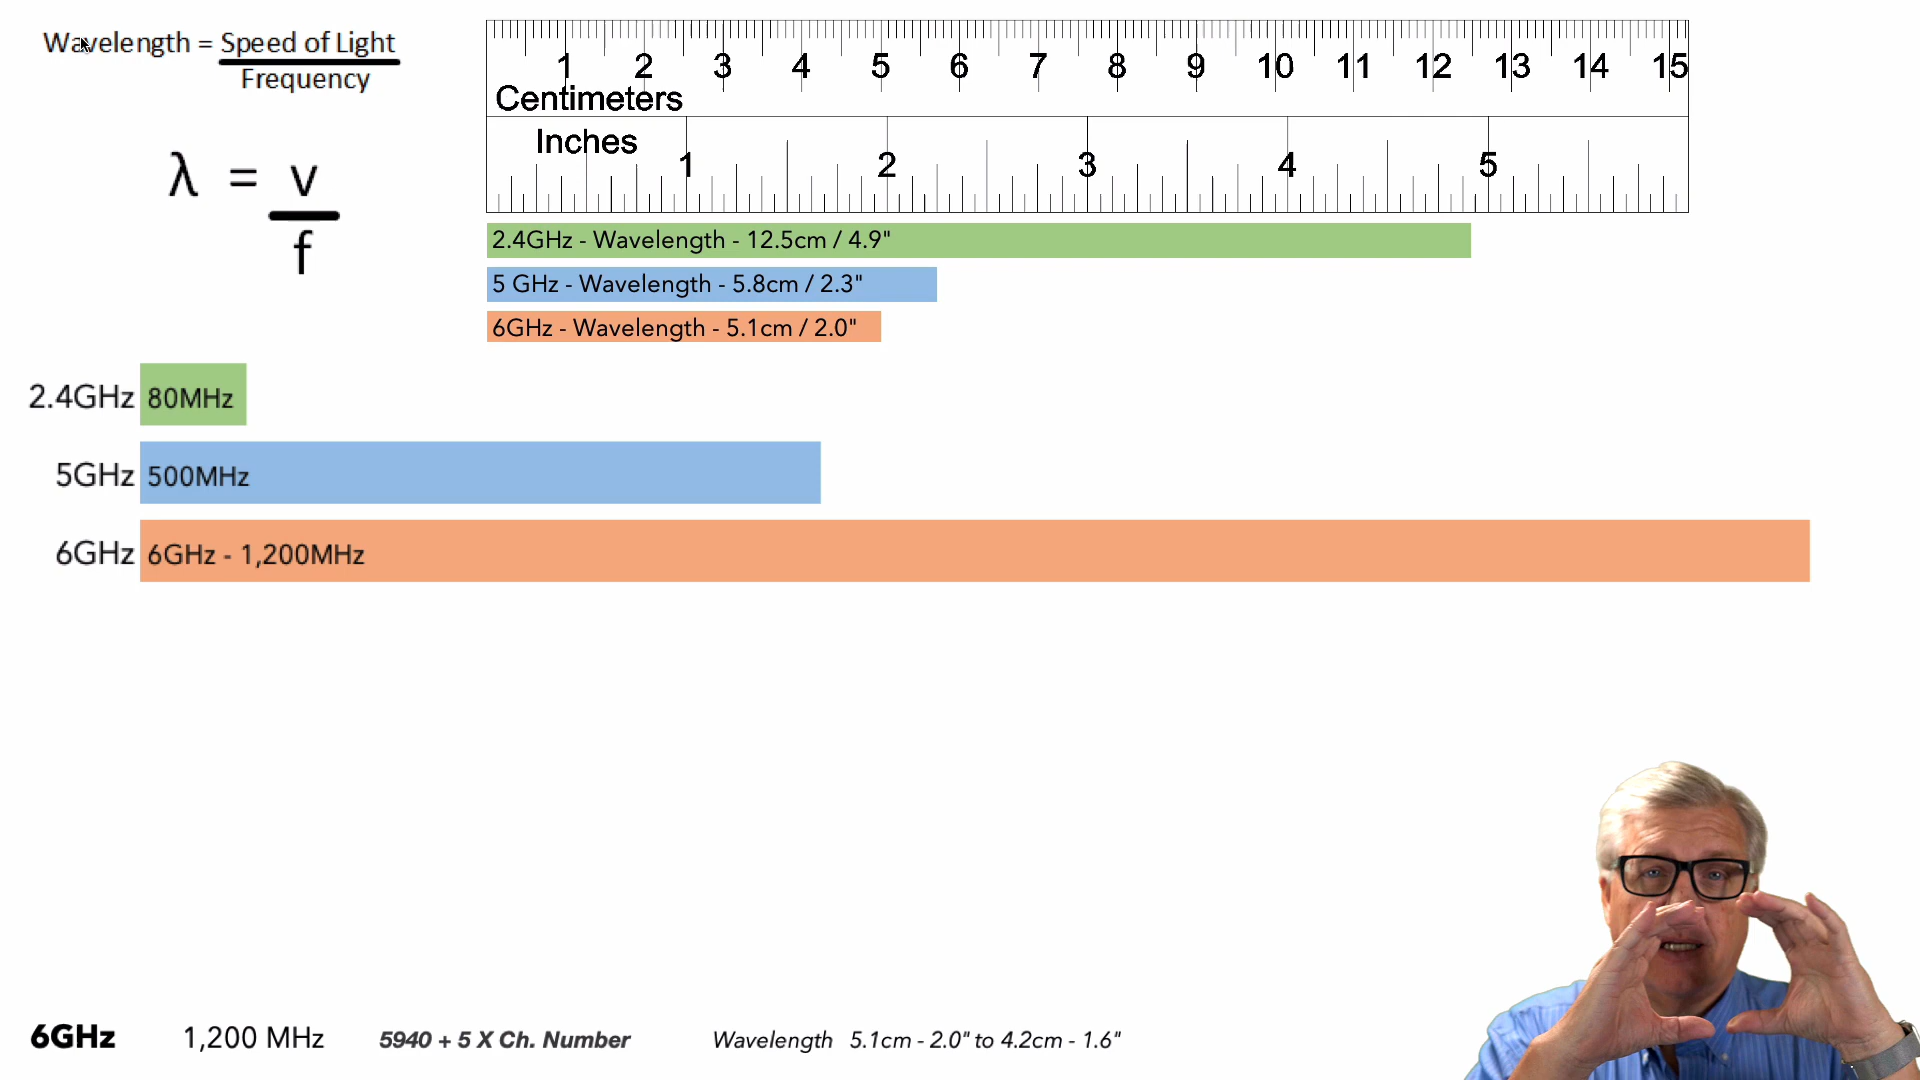 Wavelength = Speed of Light
Frequency
λ = v
f
1 2 3 4 5 6 7 8 9 10 11 12 13 14 15
Centimeters
Inches
1 2 3 4 5
2.4GHz - Wavelength - 12.5cm / 4.9"
5 GHz - Wavelength - 5.8cm / 2.3"
6GHz - Wavelength - 5.1cm / 2.0"
2.4GHz 80MHz
5GHz 500MHz
6GHz 6GHz - 1,200MHz
6GHz 1,200 MHz 5940 + 5 X Ch. Number Wavelength 5.1cm - 2.0" to 4.2cm - 1.6"